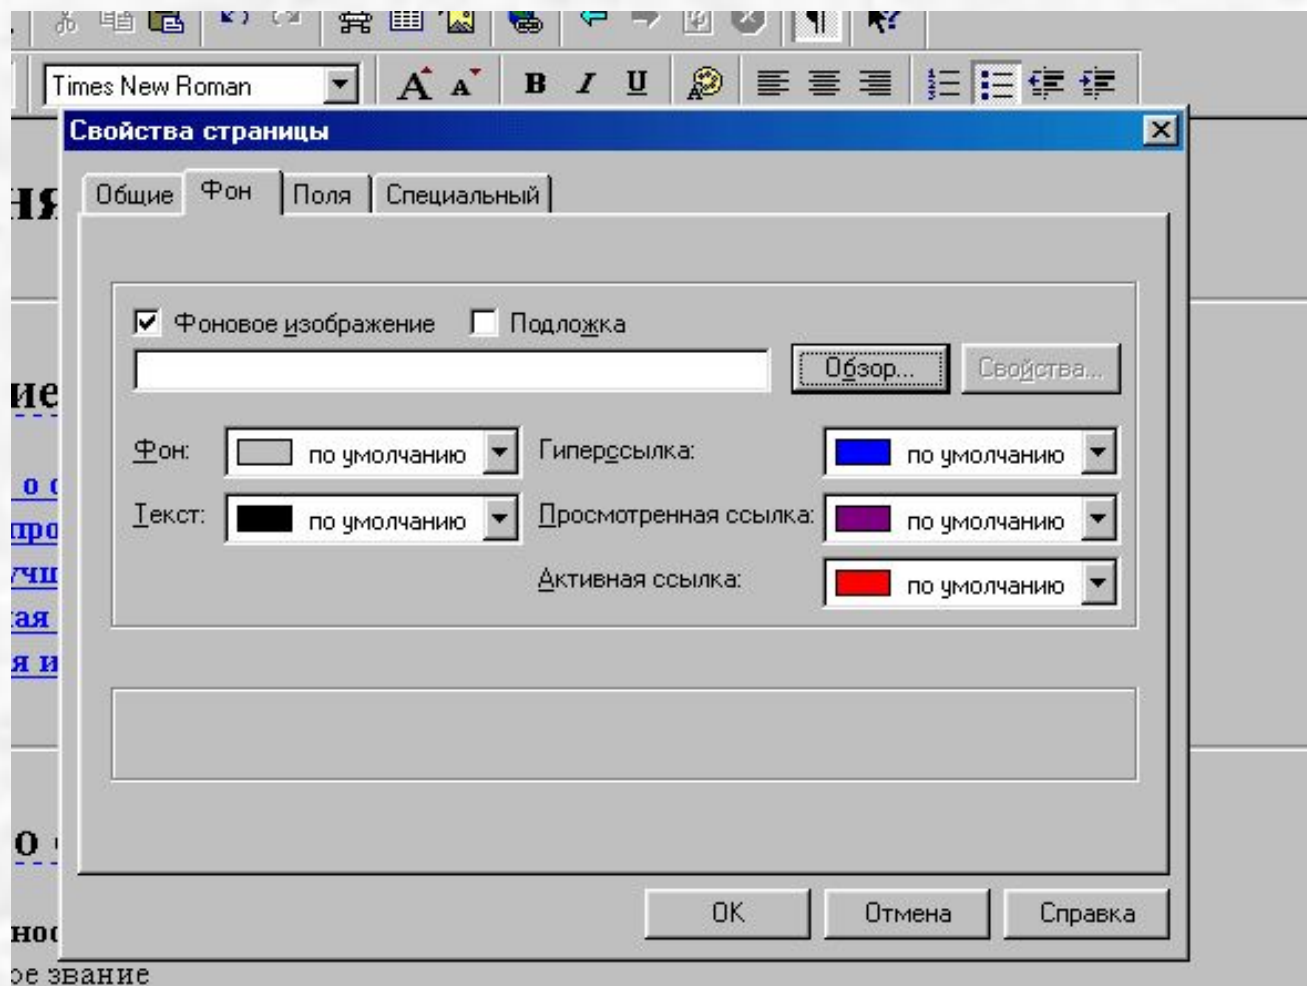 Times New Roman
A A B I U
Свойства страницы
Общие Фон Поля Специальный
Фоновое изображение Подложка
Обзор... Свойства...
Фон: по умолчанию Гиперссылка: по умолчанию
Текст: по умолчанию Просмотренная ссылка: по умолчанию
Активная ссылка: по умолчанию
OK Отмена Справка
звание